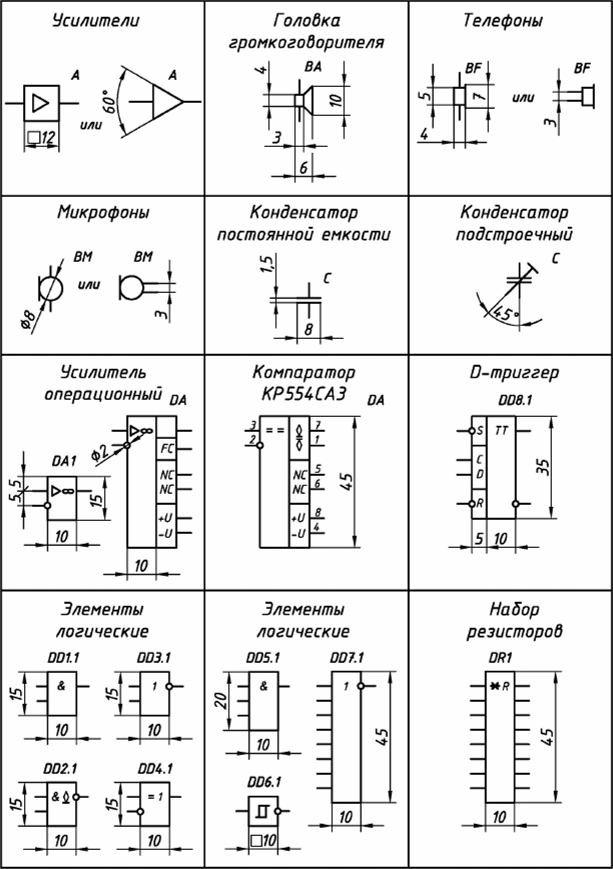 Усилители
A
A
60°
□12
или
Головка
громкоговорителя
BA
4
10
3
6
Телефоны
BF
BF
5
7
или
4
3
Микрофоны
BM
BM
или
ϕ8
3
Конденсатор
постоянной емкости
1,5
C
8
Конденсатор
подстроечный
C
45°
Усилитель
операционный
DA
▷∞
FC
ϕ2
DA1
NC
NC
5
5
▷∞
15
+U
-U
10
10
Компаратор
КР554СА3
DA
3
= =
7
2
1
NC
5
NC
6
45
+U
8
-U
4
D-триггер
DD8.1
S
TT
C
D
35
R
5
10
Элементы
логические
DD1.1
DD3.1
15
&
15
1
10
10
DD2.1
DD4.1
15
&
15
= 1
10
10
Элементы
логические
DD5.1
DD7.1
20
&
1
10
45
DD6.1
□10
10
Набор
резисторов
DR1
✱R
45
10